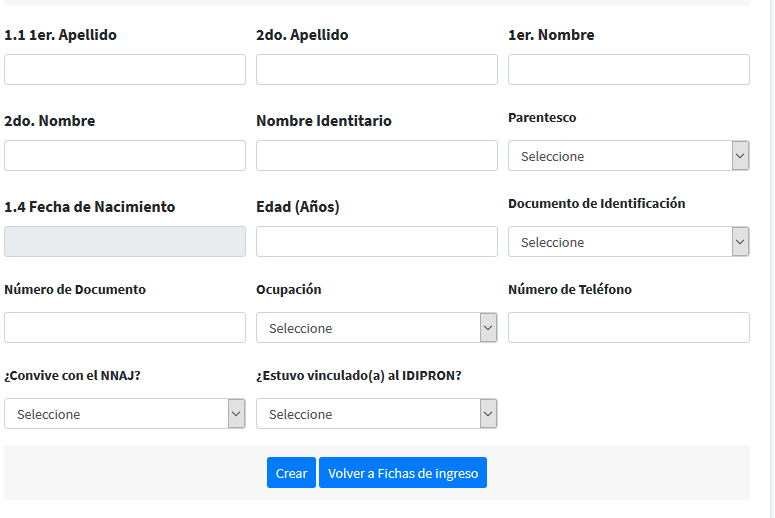 1.1 1er. Apellido
2do. Apellido
1er. Nombre
2do. Nombre
Nombre Identitario
Parentesco
Seleccione
1.4 Fecha de Nacimiento
Edad (Años)
Documento de Identificación
Seleccione
Número de Documento
Ocupación
Número de Teléfono
Seleccione
¿Convive con el NNAJ?
¿Estuvo vinculado(a) al IDIPRON?
Seleccione
Seleccione
Crear
Volver a Fichas de ingreso